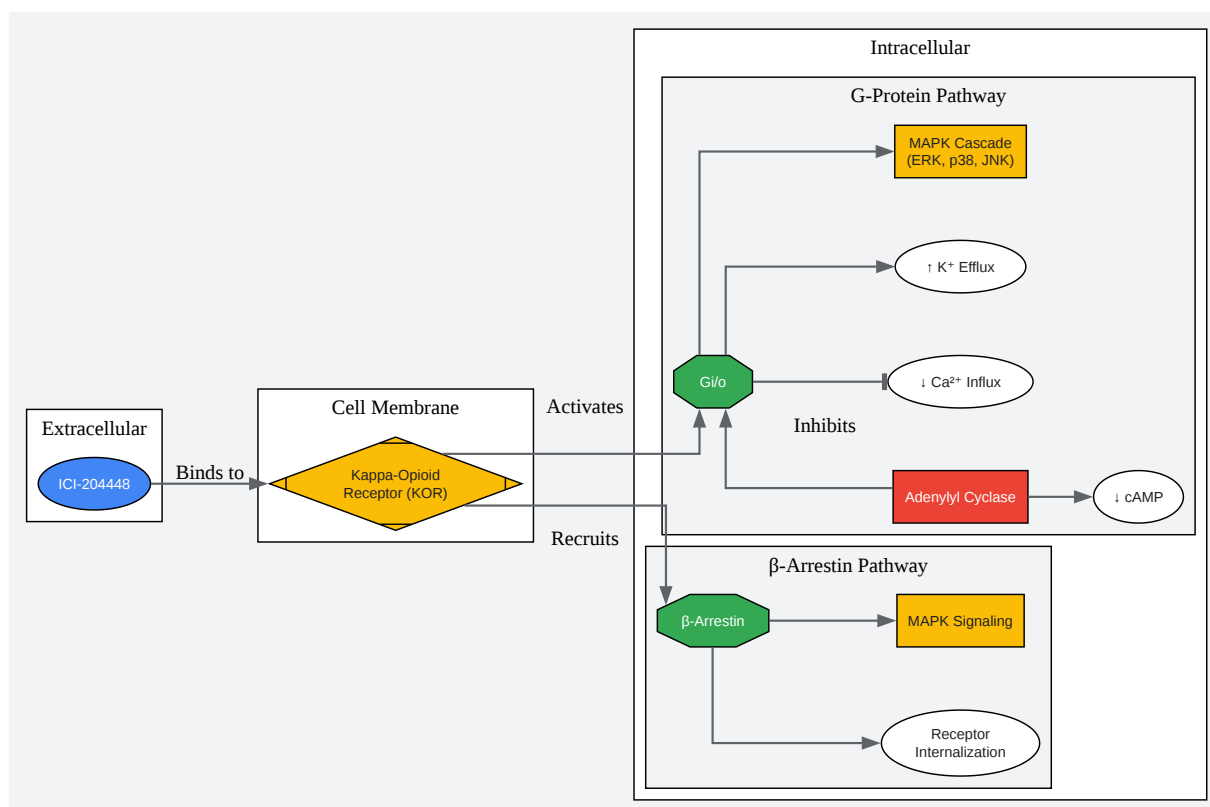 Intracellular
G-Protein Pathway
MAPK Cascade
(ERK, p38, JNK)
↑ K⁺ Efflux
Gi/o
↓ Ca²⁺ Influx
Inhibits
Adenylyl Cyclase
↓ cAMP
Extracellular
ICI-204448
Binds to
Cell Membrane
Kappa-Opioid
Receptor (KOR)
Activates
Recruits
β-Arrestin Pathway
β-Arrestin
MAPK Signaling
Receptor
Internalization